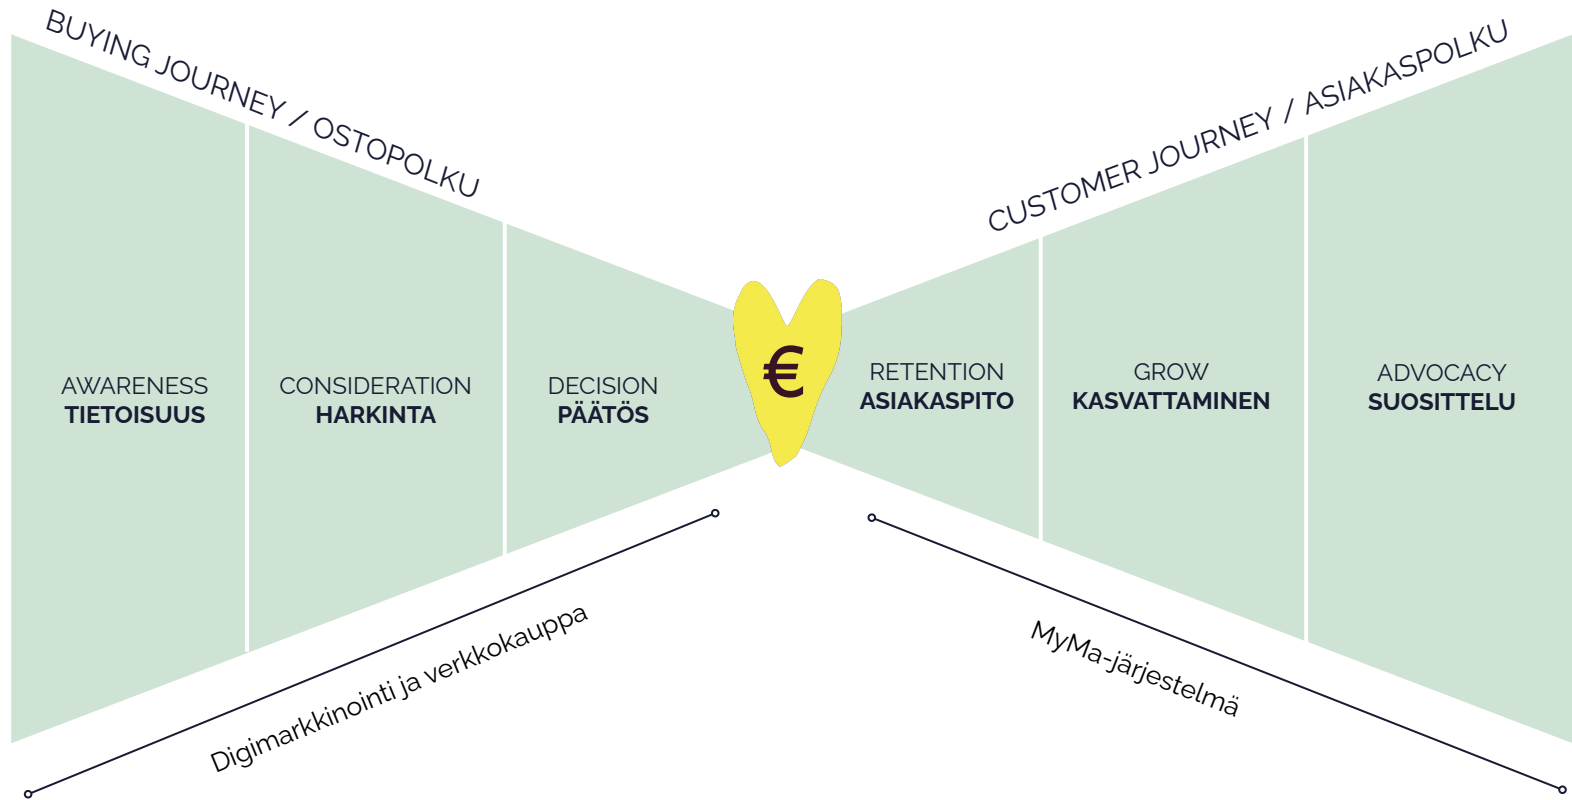 BUYING JOURNEY / OSTOPOLKU
CUSTOMER JOURNEY / ASIAKASPOLKU
AWARENESS
TIETOISUUS
CONSIDERATION
HARKINTA
DECISION
PÄÄTÖS
€
RETENTION
ASIAKASPITO
GROW
KASVATTAMINEN
ADVOCACY
SUOSITTELU
Digimarkkinointi ja verkkokauppa
MyMa-järjestelmä